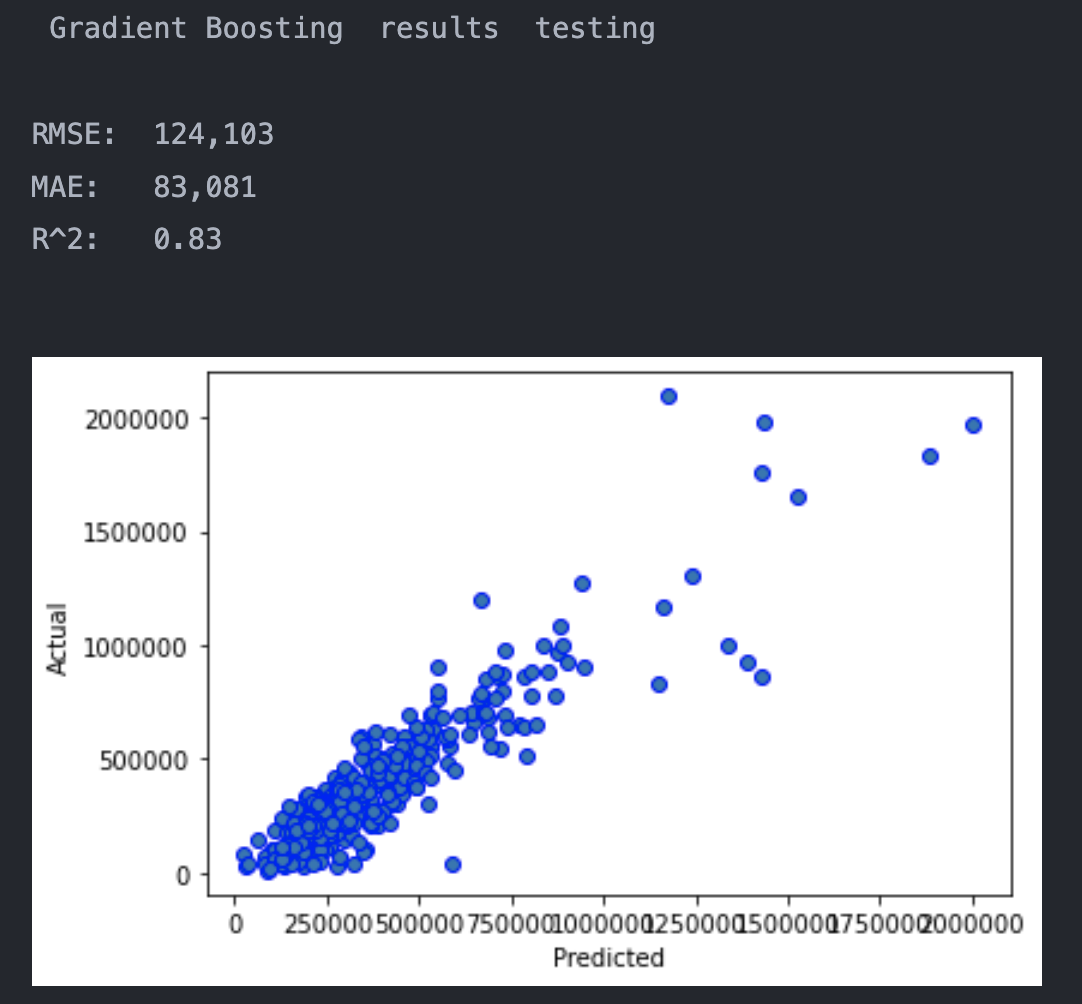 Gradient Boosting results testing
RMSE: 124,103
MAE: 83,081
R^2: 0.83
2000000
1500000
1000000
500000
0
Actual
0 250000 500000 750000 1000000 1250000 1500000 1750000 2000000
Predicted